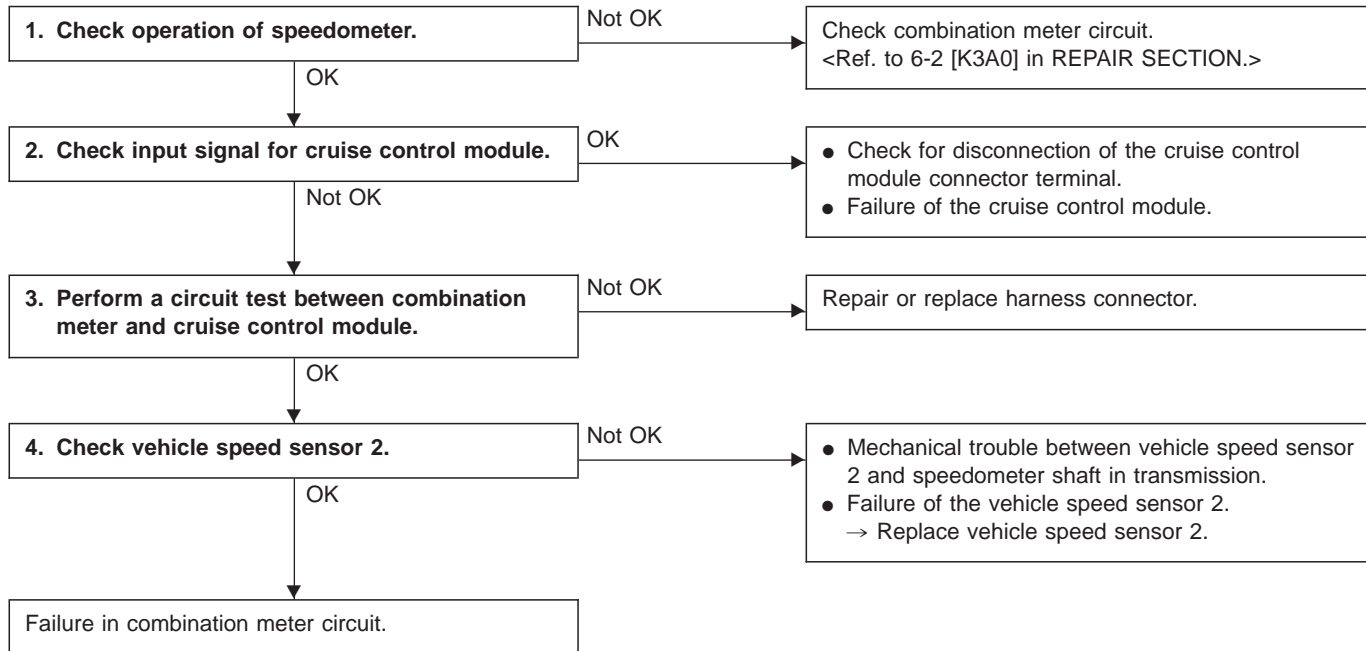 1. Check operation of speedometer.
Not OK
Check combination meter circuit.
<Ref. to 6-2 [K3A0] in REPAIR SECTION.>
OK
2. Check input signal for cruise control module.
OK
● Check for disconnection of the cruise control
module connector terminal.
● Failure of the cruise control module.
Not OK
3. Perform a circuit test between combination
meter and cruise control module.
Not OK
Repair or replace harness connector.
OK
4. Check vehicle speed sensor 2.
Not OK
● Mechanical trouble between vehicle speed sensor
2 and speedometer shaft in transmission.
● Failure of the vehicle speed sensor 2.
→ Replace vehicle speed sensor 2.
OK
Failure in combination meter circuit.